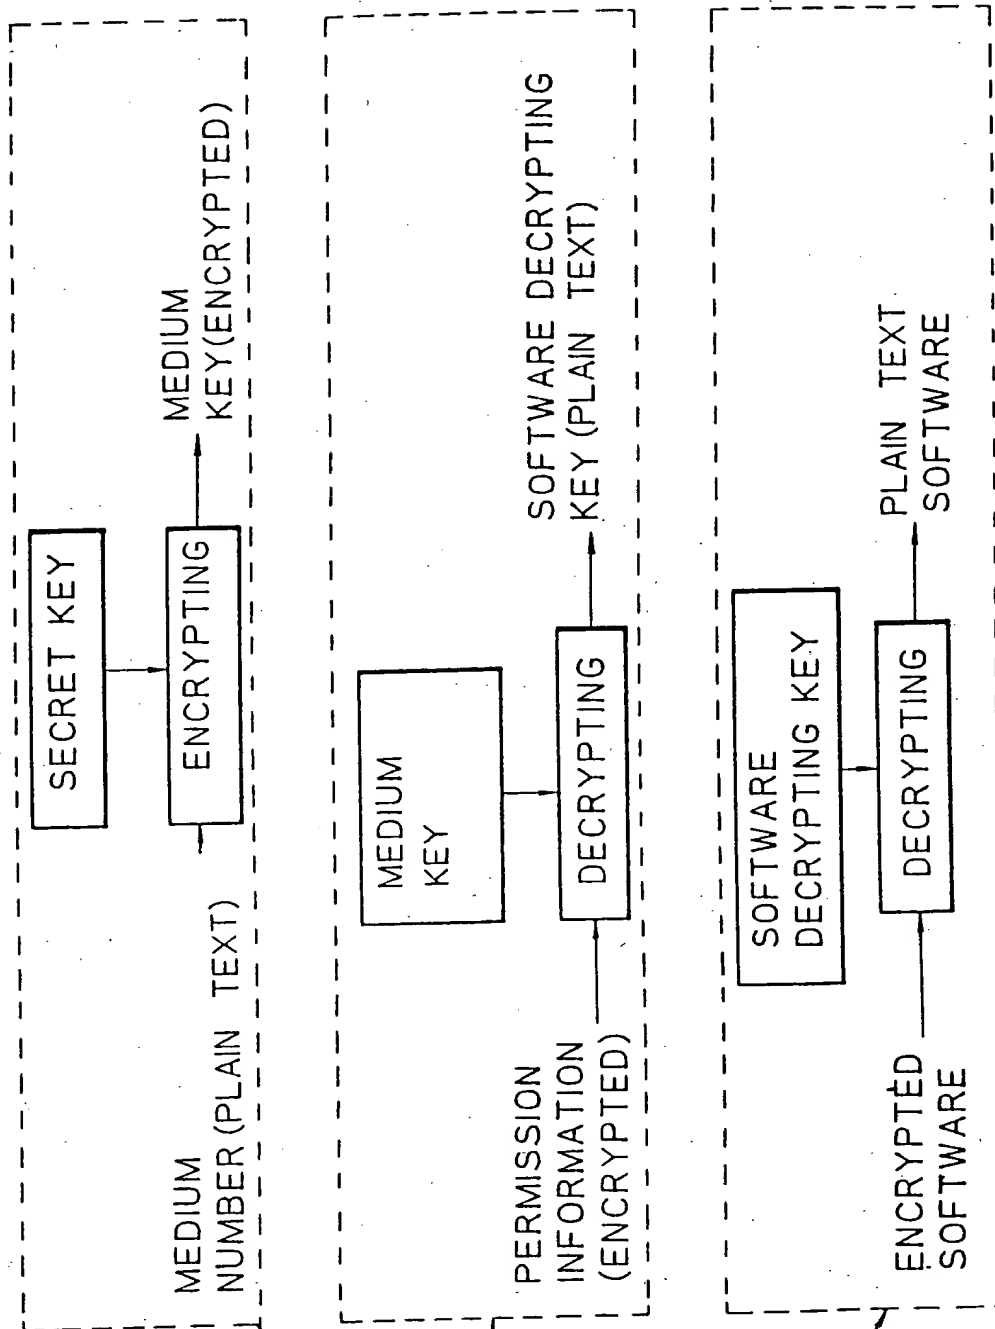 SECRET KEY
MEDIUM
NUMBER (PLAIN TEXT)
ENCRYPTING
MEDIUM
KEY (ENCRYPTED)
MEDIUM
KEY
PERMISSION
INFORMATION
(ENCRYPTED)
DECRYPTING
SOFTWARE DECRYPTING
KEY (PLAIN TEXT)
SOFTWARE
DECRYPTING KEY
ENCRYPTED
SOFTWARE
DECRYPTING
PLAIN TEXT
SOFTWARE